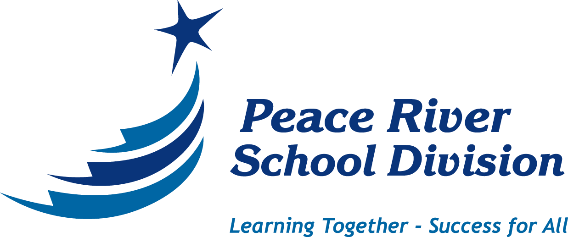 Peace River
School Division
Learning Together - Success for All